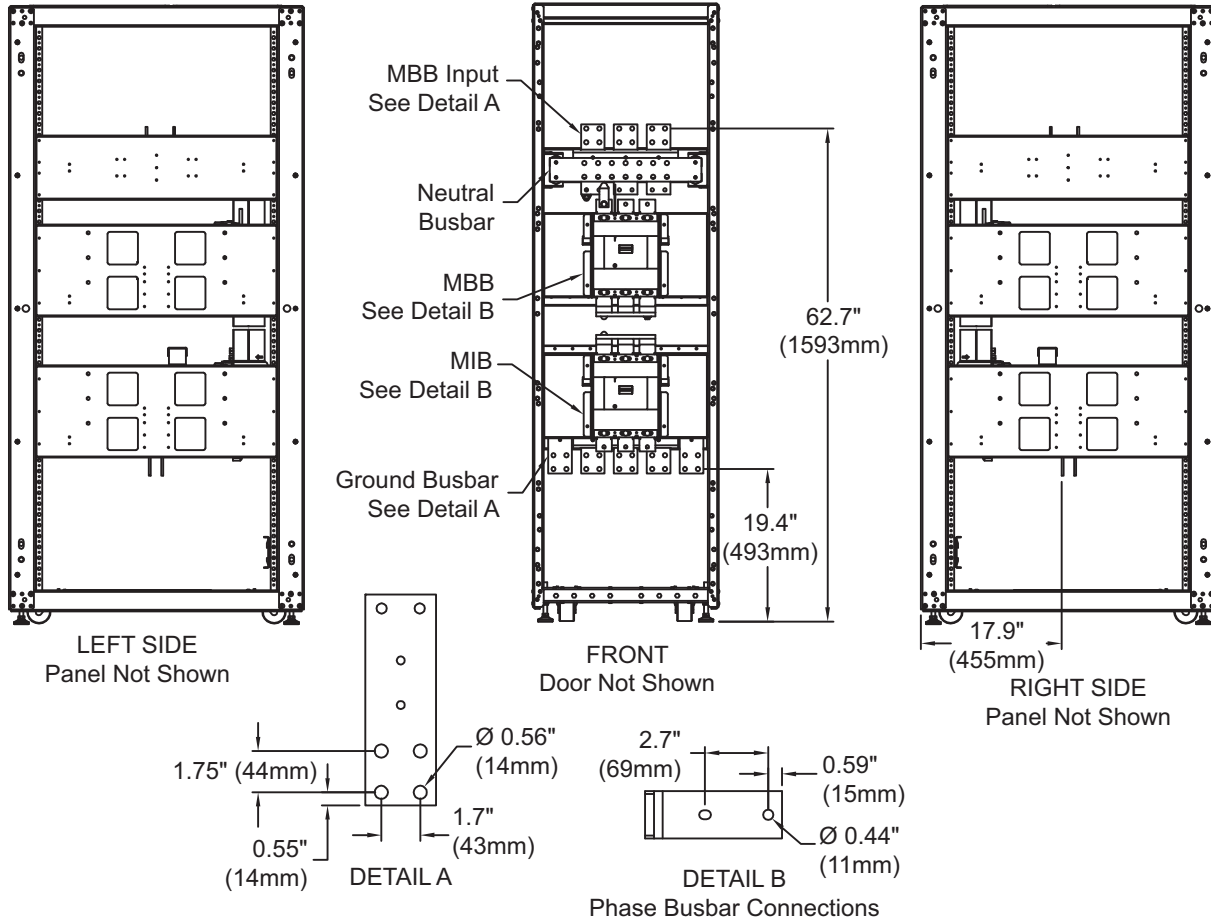 MBB Input
See Detail A
Neutral
Busbar
MBB
See Detail B
MIB
See Detail B
Ground Busbar
See Detail A
62.7"
(1593mm)
19.4"
(493mm)
17.9"
(455mm)
LEFT SIDE
Panel Not Shown
FRONT
Door Not Shown
RIGHT SIDE
Panel Not Shown
1.75" (44mm)
0.55"
(14mm)
Ø 0.56"
(14mm)
1.7"
(43mm)
DETAIL A
2.7"
(69mm)
0.59"
(15mm)
Ø 0.44"
(11mm)
DETAIL B
Phase Busbar Connections